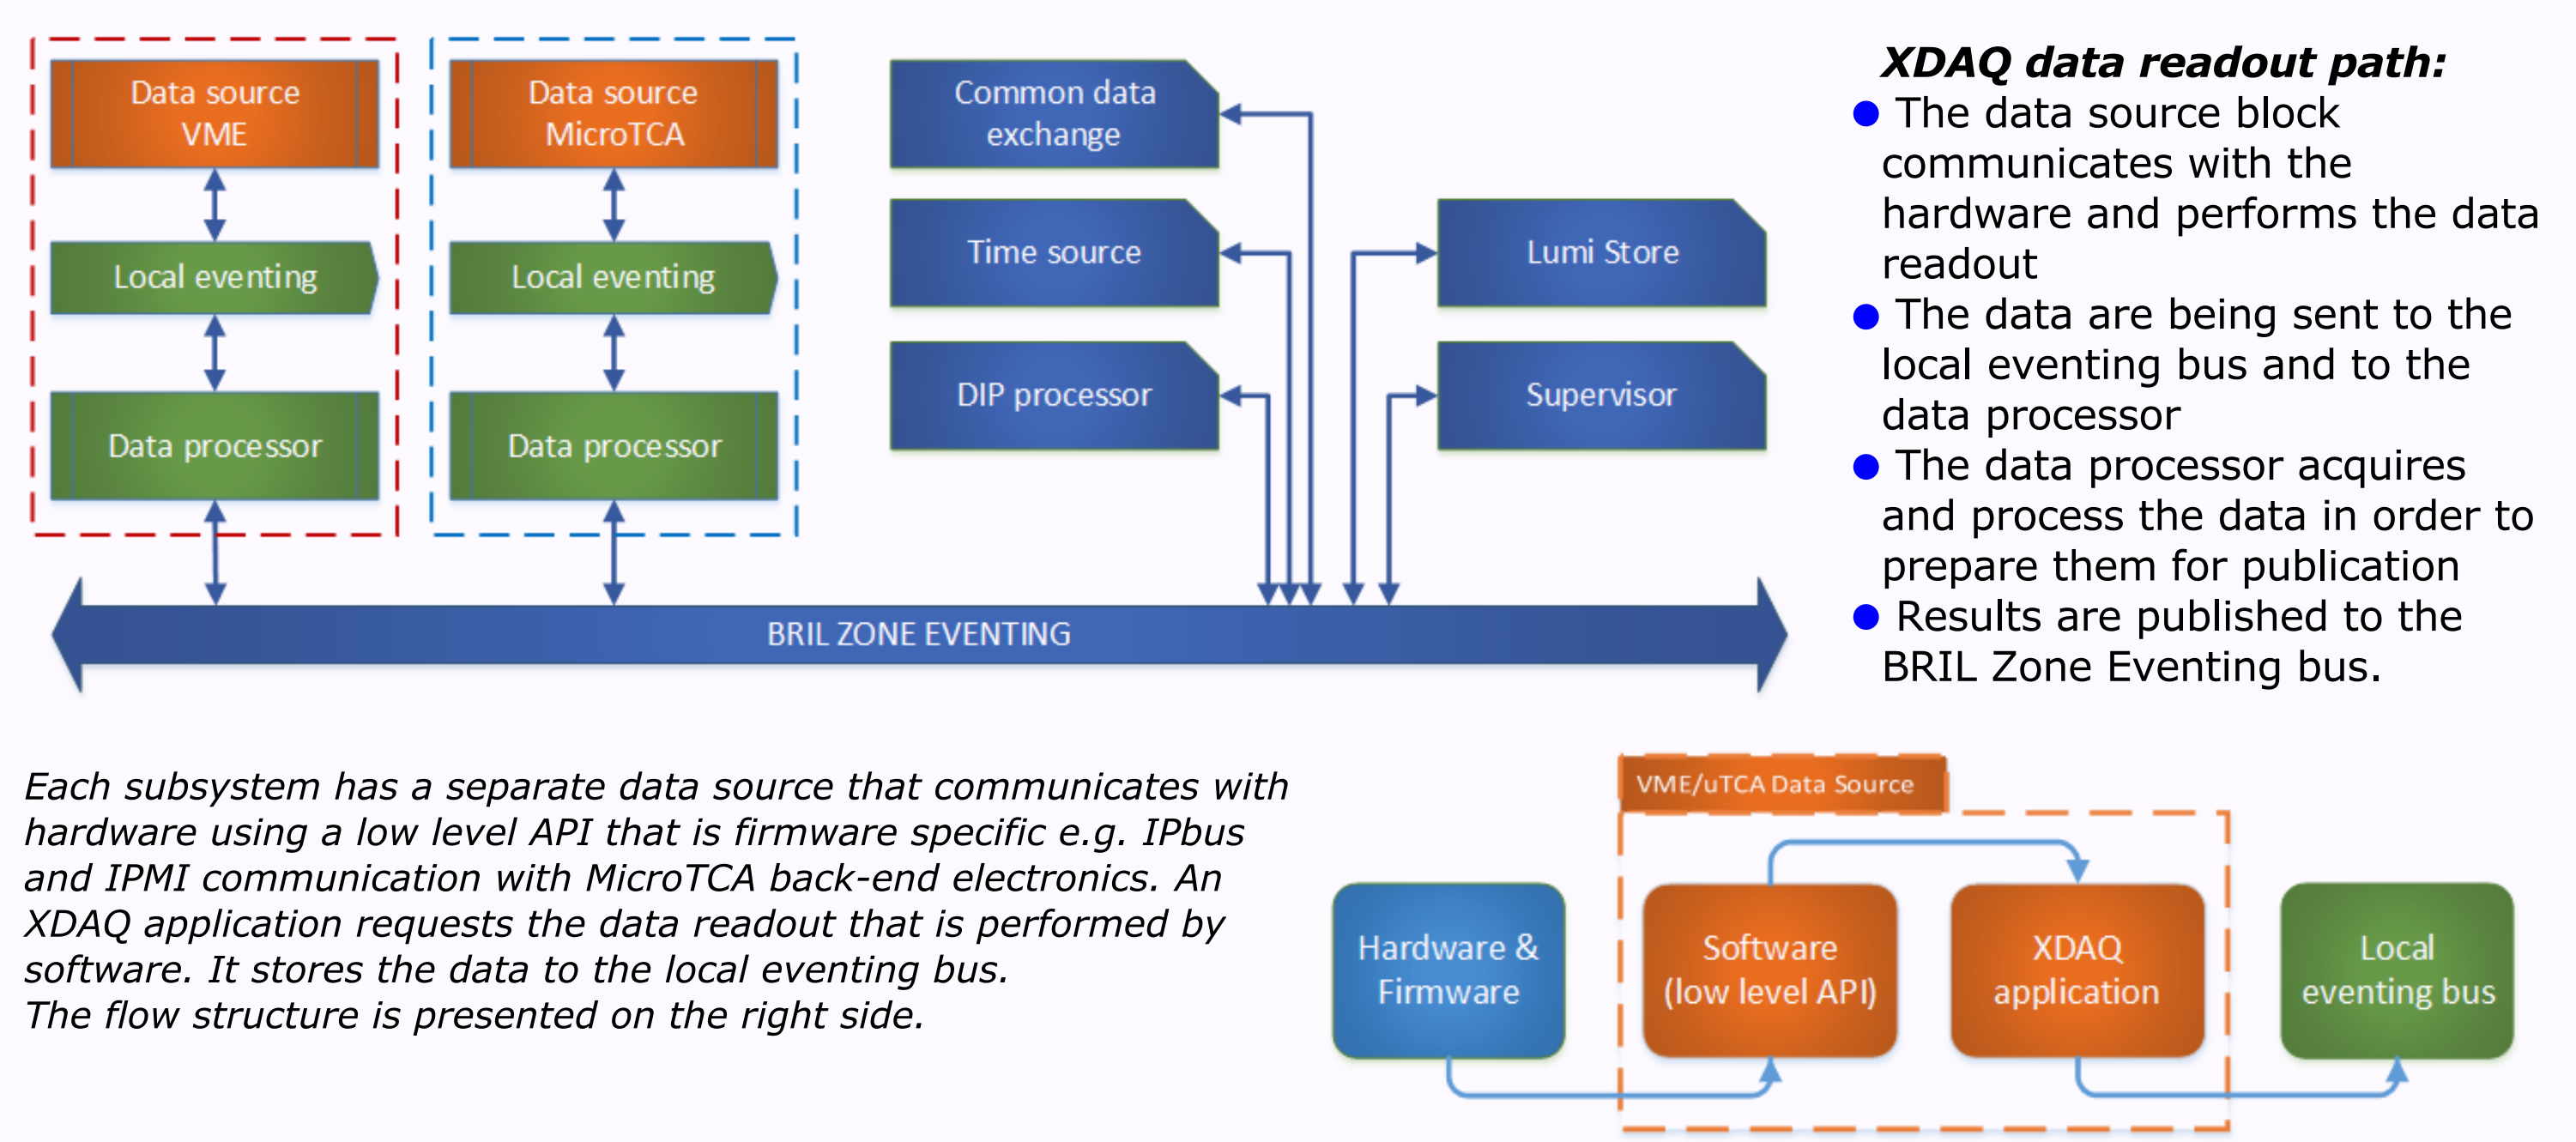 Data source
VME
Local eventing
Data processor
Data source
MicroTCA
Local eventing
Data processor
Common data
exchange
Time source
DIP processor
Lumi Store
Supervisor
BRIL ZONE EVENTING
XDAQ data readout path:
● The data source block
communicates with the
hardware and performs the data
readout
● The data are being sent to the
local eventing bus and to the
data processor
● The data processor acquires
and process the data in order to
prepare them for publication
● Results are published to the
BRIL Zone Eventing bus.
Each subsystem has a separate data source that communicates with
hardware using a low level API that is firmware specific e.g. IPbus
and IPMI communication with MicroTCA back-end electronics. An
XDAQ application requests the data readout that is performed by
software. It stores the data to the local eventing bus.
The flow structure is presented on the right side.
VME/uTCA Data Source
Hardware &
Firmware
Software
(low level API)
XDAQ
application
Local
eventing bus